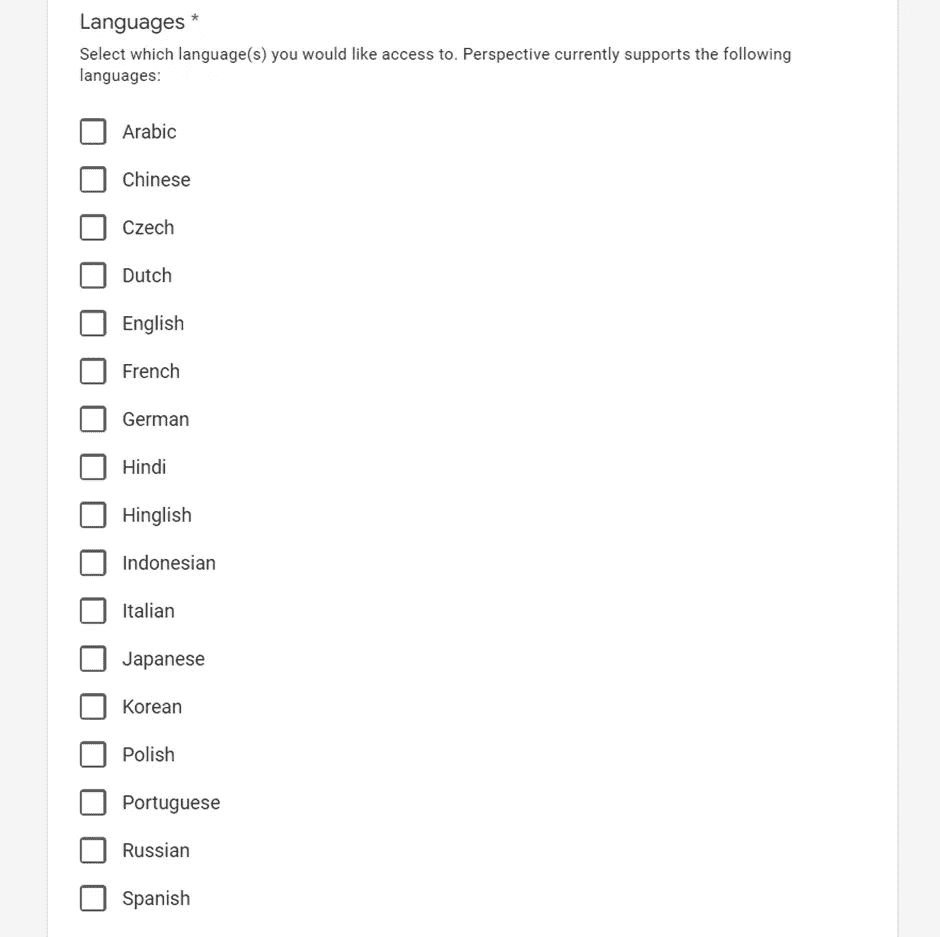 Languages *
Select which language(s) you would like access to. Perspective currently supports the following
languages:
Arabic
Chinese
Czech
Dutch
English
French
German
Hindi
Hinglish
Indonesian
Italian
Japanese
Korean
Polish
Portuguese
Russian
Spanish